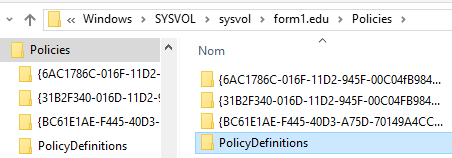 « Windows > SYSVOL > sysvol > form1.edu > Policies >
Policies
{6AC1786C-016F-11D2-
{31B2F340-016D-11D2-9
{BC61E1AE-F445-40D3-
PolicyDefinitions
Nom
{6AC1786C-016F-11D2-945F-00C04fB984...
{31B2F340-016D-11D2-945F-00C04FB984...
{BC61E1AE-F445-40D3-A75D-70149A4CC...
PolicyDefinitions